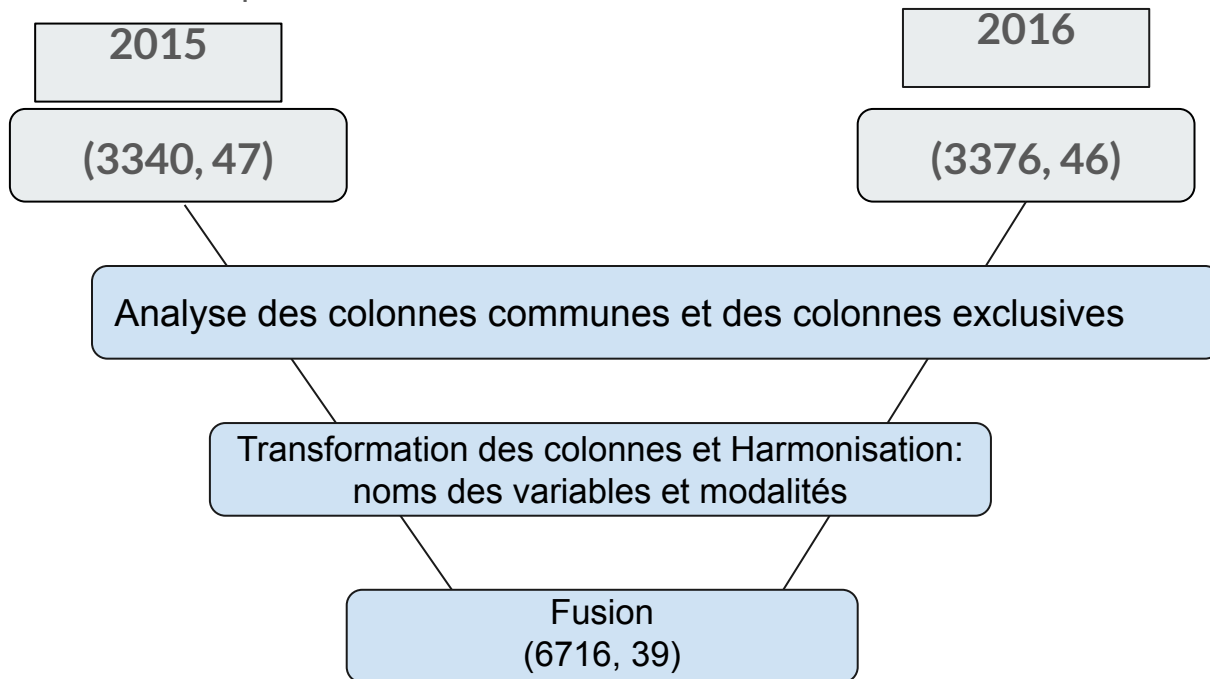 2015
2016
(3340, 47)
(3376, 46)
Analyse des colonnes communes et des colonnes exclusives
Transformation des colonnes et Harmonisation:
noms des variables et modalités
Fusion
(6716, 39)